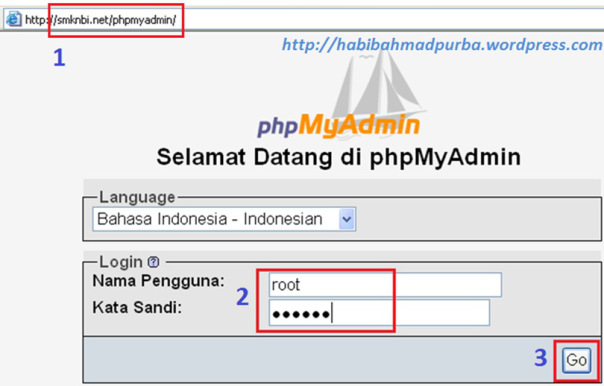 http://smknbi.net/phpmyadmin/
1
http://habibahmadpurba.wordpress.com
phpMyAdmin
Selamat Datang di phpMyAdmin
Language
Bahasa Indonesia - Indonesian
Login ?
Nama Pengguna: root
2
Kata Sandi: ••••••
3 Go